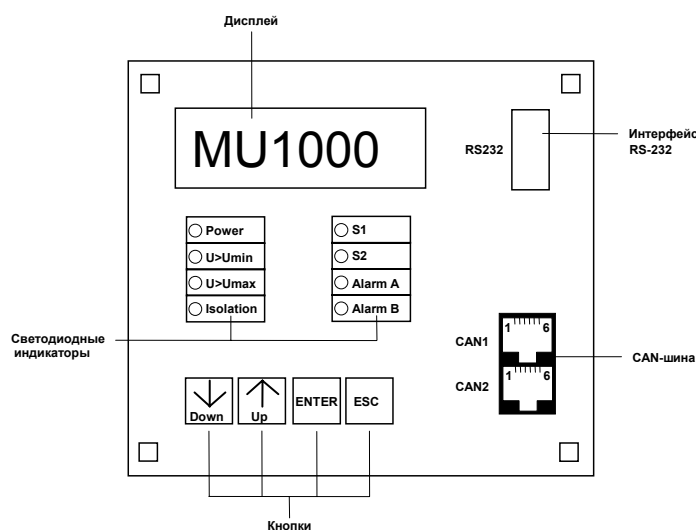 Дисплей
MU1000
RS232
Интерфейс
RS-232
Power
U>Umin
U>Umax
Isolation
S1
S2
Alarm A
Alarm B
Светодиодные
индикаторы
CAN1
1 6
CAN2
1 6
CAN-шина
Down
Up
ENTER
ESC
Кнопки